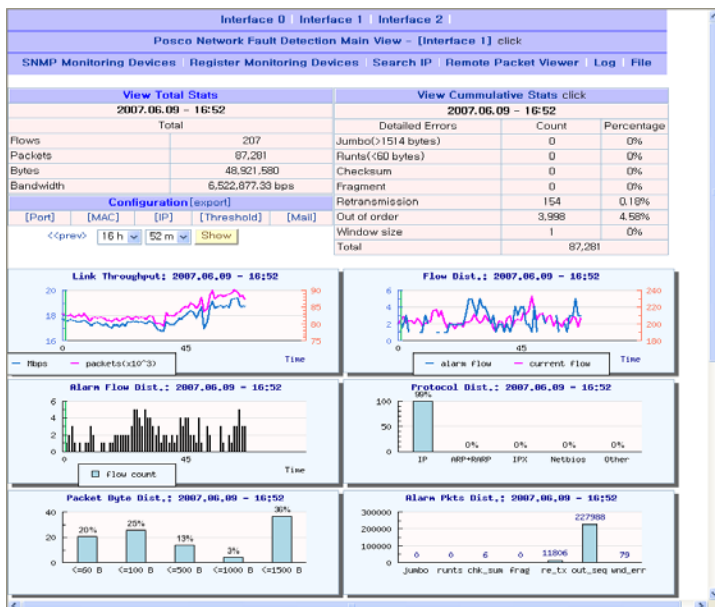 Interface 0 | Interface 1 | Interface 2 |
Posco Network Fault Detection Main View - [Interface 1] click
SNMP Monitoring Devices | Register Monitoring Devices | Search IP | Remote Packet Viewer | Log | File
View Total Stats
2007.06.09 - 16:52
Total
Flows 207
Packets 87,281
Bytes 48,921,580
Bandwidth 6,522,877.33 bps
Configuration [export]
[Port] [MAC] [IP] [Threshold] [Mail]
<<prev> 16 h 52 m Show
View Cummulative Stats click
2007.06.09 - 16:52
Detailed Errors Count Percentage
Jumbo(>1514 bytes) 0 0%
Runts(<60 bytes) 0 0%
Checksum 0 0%
Fragment 0 0%
Retransmission 154 0.18%
Out of order 3,998 4.58%
Window size 1 0%
Total 87,281
Link Throughput: 2007.06.09 - 16:52
20 90
85
18 80
16 75
0 45
Time
Mbps packets(x10^3)
Flow Dist.: 2007.06.09 - 16:52
6 240
4 220
2 200
0 180
0 45
Time
alarm flow current flow
Alarm Flow Dist.: 2007.06.09 - 16:52
6
4
2
0
0 45
Time
flow count
Protocol Dist.: 2007.06.09 - 16:52
100
50
0
99% 0% 0% 0% 0%
IP ARP+RARP IPX Netbios Other
Packet Byte Dist.: 2007.06.09 - 16:52
40
20
0
20% 25% 13% 3% 36%
<=60 B <=100 B <=500 B <=1000 B <=1500 B
Alarm Pkts Dist.: 2007.06.09 - 16:52
300000
200000
100000
0
0 0 6 0 11806 227988 79
jumbo runts chk_sum frag re_tx out_seq wnd_err